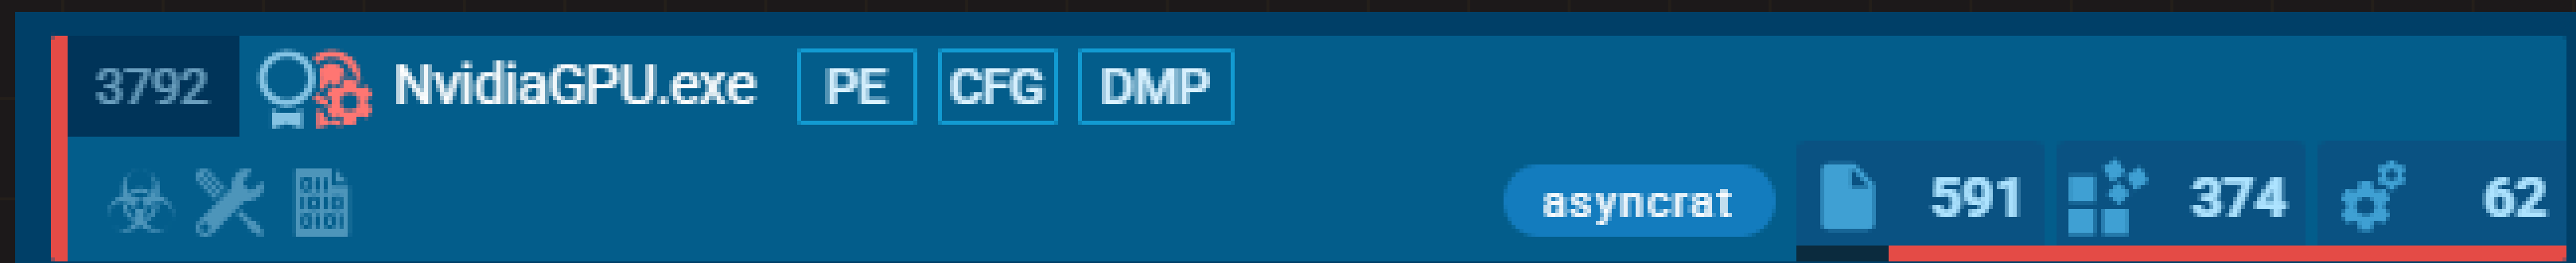 3792 NvidiaGPU.exe PE CFG DMP
asyncrat 591 374 62